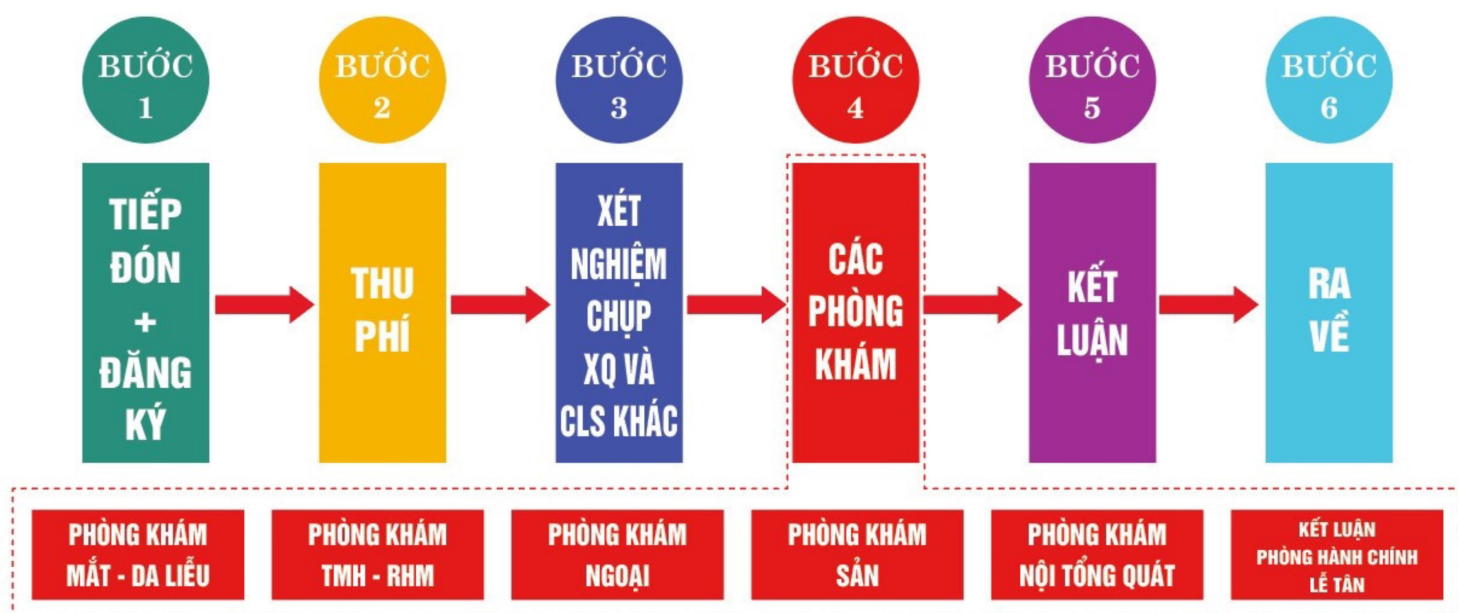 BƯỚC
1
BƯỚC
2
BƯỚC
3
BƯỚC
4
BƯỚC
5
BƯỚC
6
TIẾP
ĐÓN
+
ĐĂNG
KÝ
THU
PHÍ
XÉT
NGHIỆM
CHỤP
XQ VÀ
CLS KHÁC
CÁC
PHÒNG
KHÁM
KẾT
LUẬN
RA
VỀ
PHÒNG KHÁM
MẮT - DA LIỄU
PHÒNG KHÁM
TMH - RHM
PHÒNG KHÁM
NGOẠI
PHÒNG KHÁM
SẢN
PHÒNG KHÁM
NỘI TỔNG QUÁT
KẾT LUẬN
PHÒNG HÀNH CHÍNH
LỄ TÂN